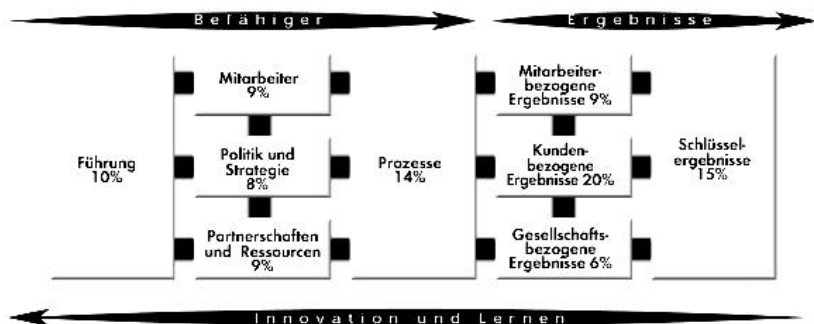 Befähiger
Ergebnisse
Führung
10%
Mitarbeiter
9%
Politik und
Strategie
8%
Partnerschaften
und Ressourcen
9%
Prozesse
14%
Mitarbeiter-
bezogene
Ergebnisse 9%
Kunden-
bezogene
Ergebnisse 20%
Gesellschafts-
bezogene
Ergebnisse 6%
Schlüssel-
ergebnisse
15%
Innovation und Lernen